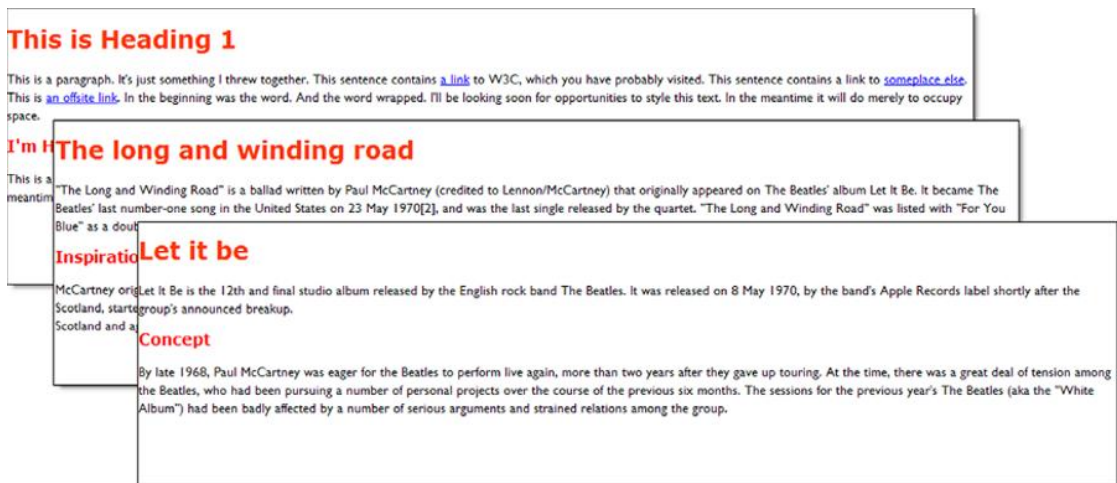 This is Heading 1
This is a paragraph. It's just something I threw together. This sentence contains a link to W3C, which you have probably visited. This sentence contains a link to someplace else.
This is an offsite link. In the beginning was the word. And the word wrapped. I'll be looking soon for opportunities to style this text. In the meantime it will do merely to occupy
space.
I'm H
This is a
meantim
The long and winding road
"The Long and Winding Road" is a ballad written by Paul McCartney (credited to Lennon/McCartney) that originally appeared on The Beatles' album Let It Be. It became The
Beatles' last number-one song in the United States on 23 May 1970[2], and was the last single released by the quartet. "The Long and Winding Road" was listed with "For You
Blue" as a doub
Inspiratio
McCartney orig
Scotland, starte
Scotland and a
Let it be
Let It Be is the 12th and final studio album released by the English rock band The Beatles. It was released on 8 May 1970, by the band's Apple Records label shortly after the
group's announced breakup.
Concept
By late 1968, Paul McCartney was eager for the Beatles to perform live again, more than two years after they gave up touring. At the time, there was a great deal of tension among
the Beatles, who had been pursuing a number of personal projects over the course of the previous six months. The sessions for the previous year's The Beatles (aka the "White
Album") had been badly affected by a number of serious arguments and strained relations among the group.